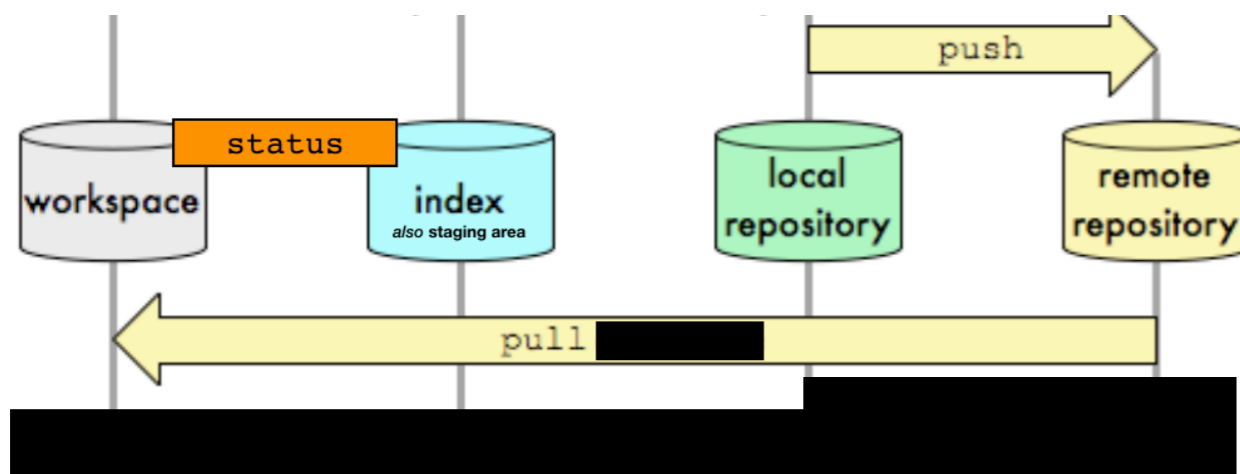 push
status
workspace
index
also staging area
local
repository
remote
repository
pull